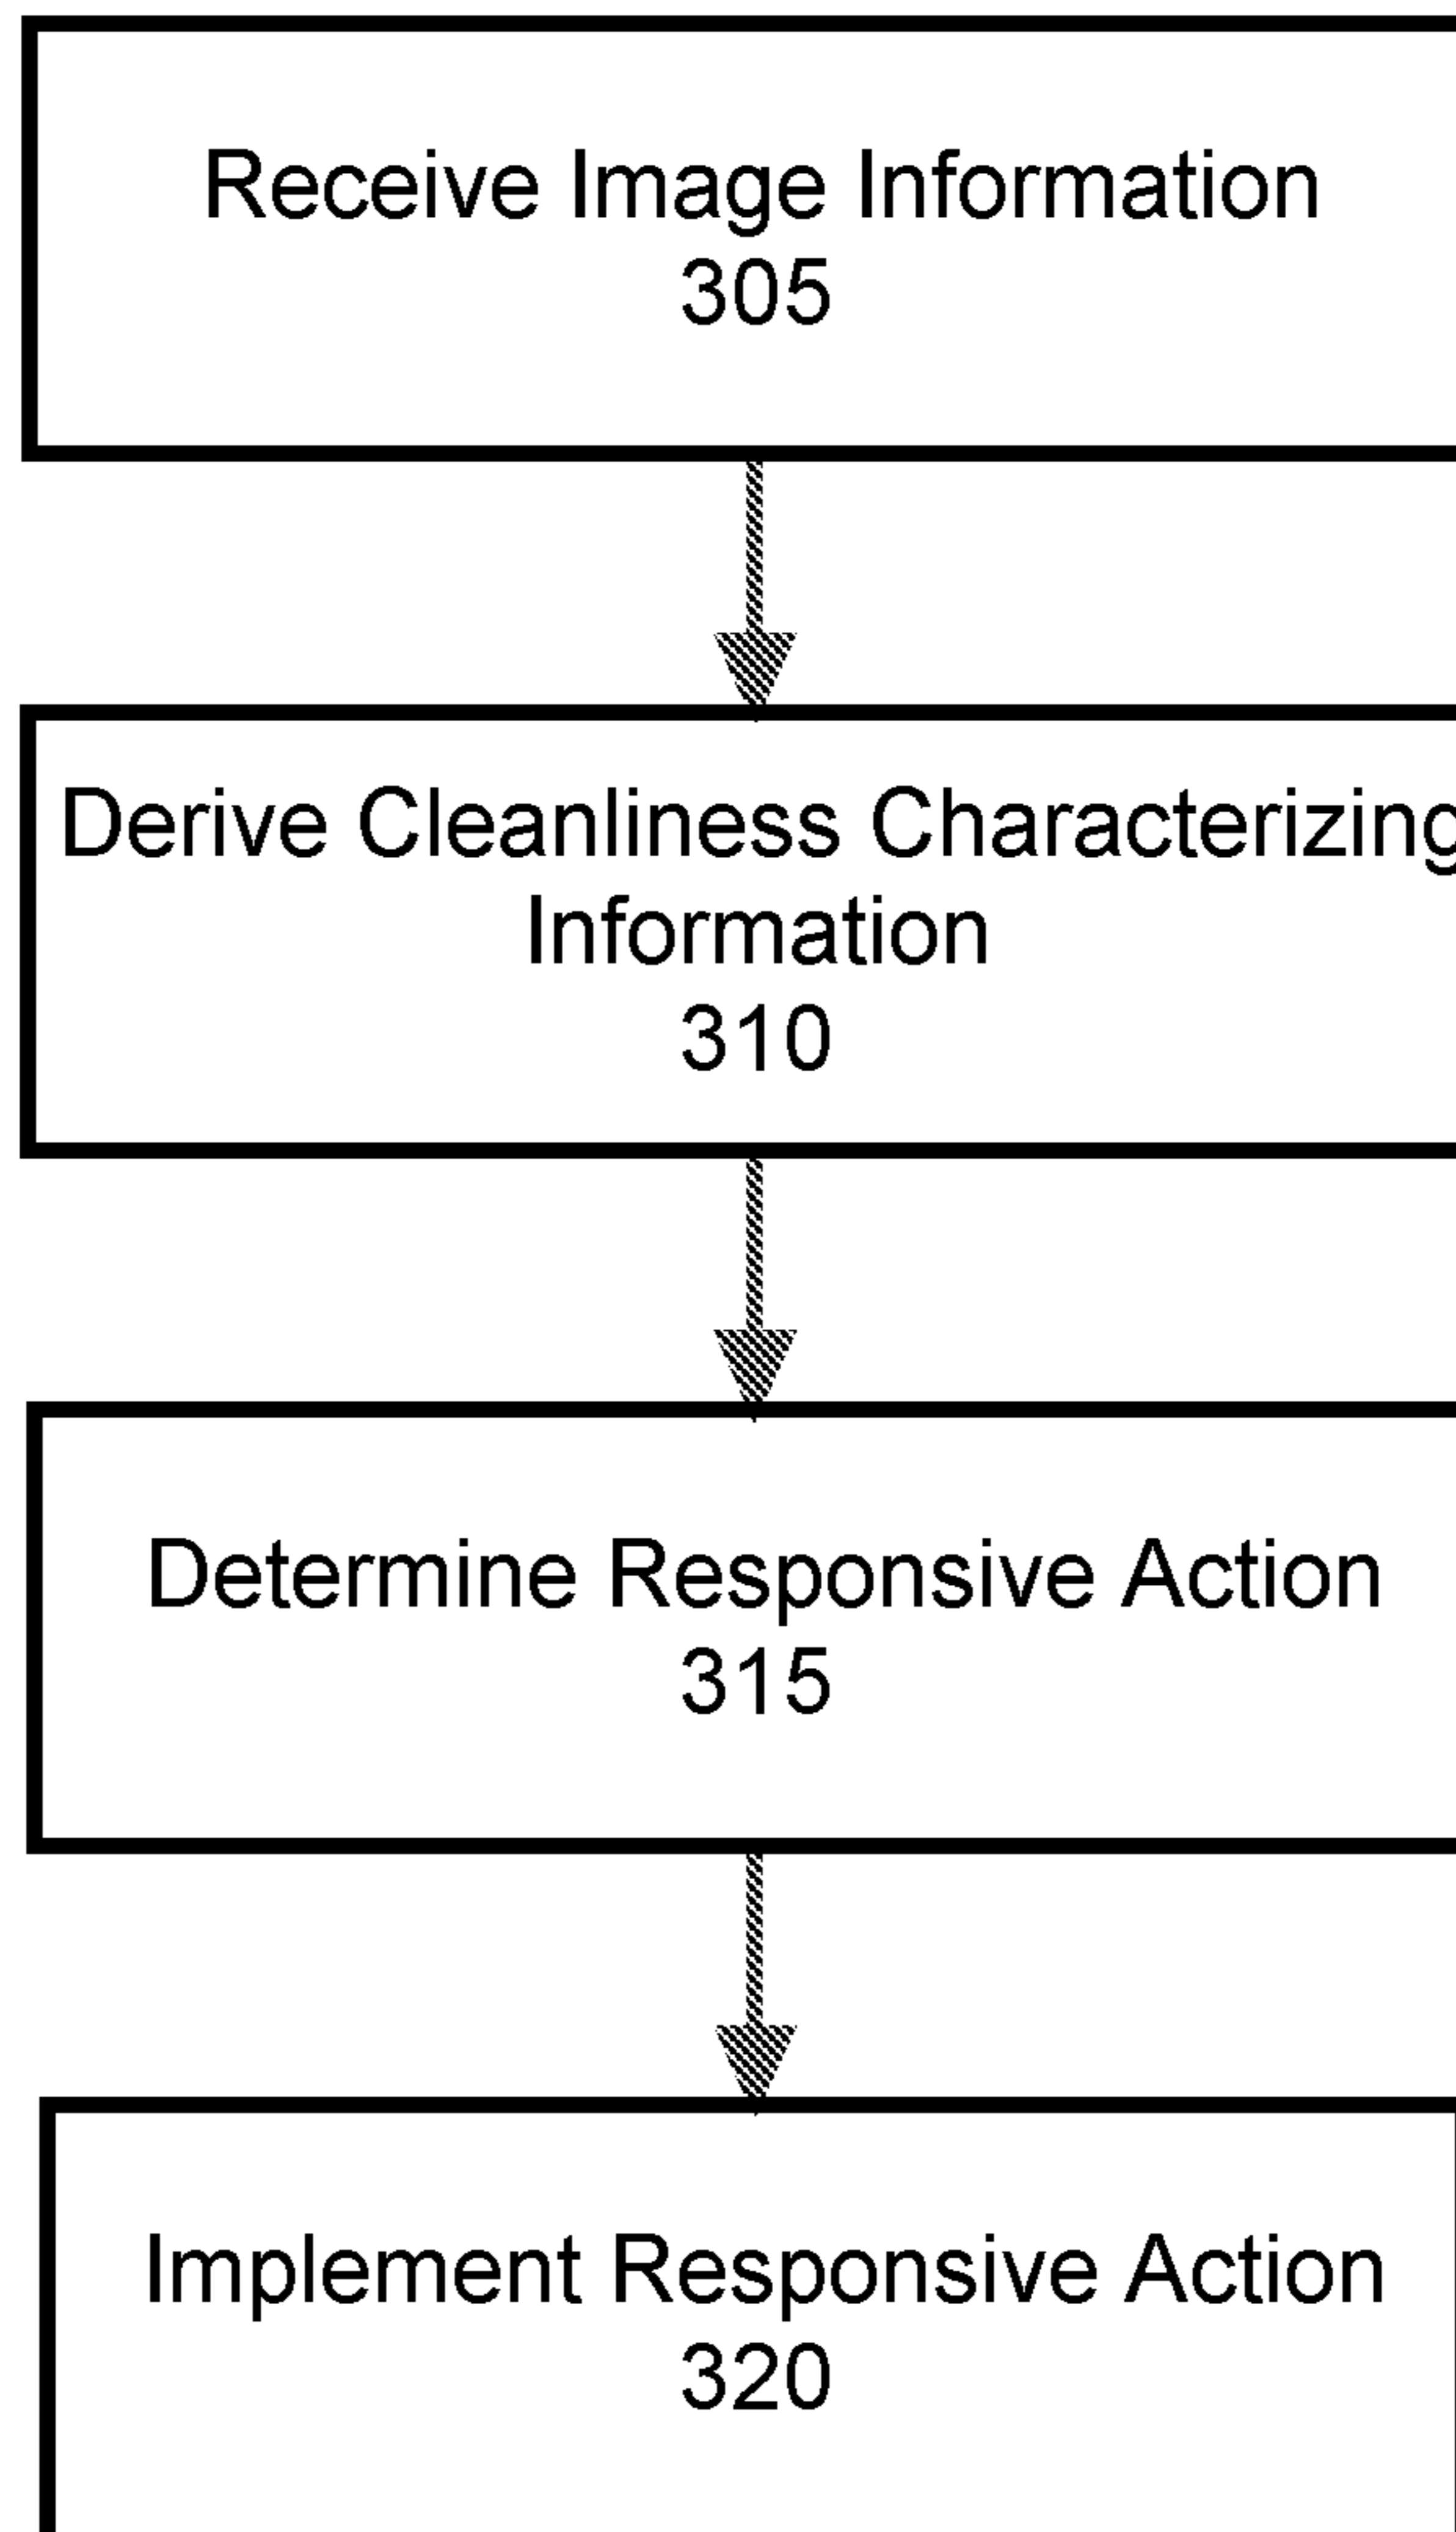 Receive Image Information
305
Derive Cleanliness Characterizing
Information
310
Determine Responsive Action
315
Implement Responsive Action
320